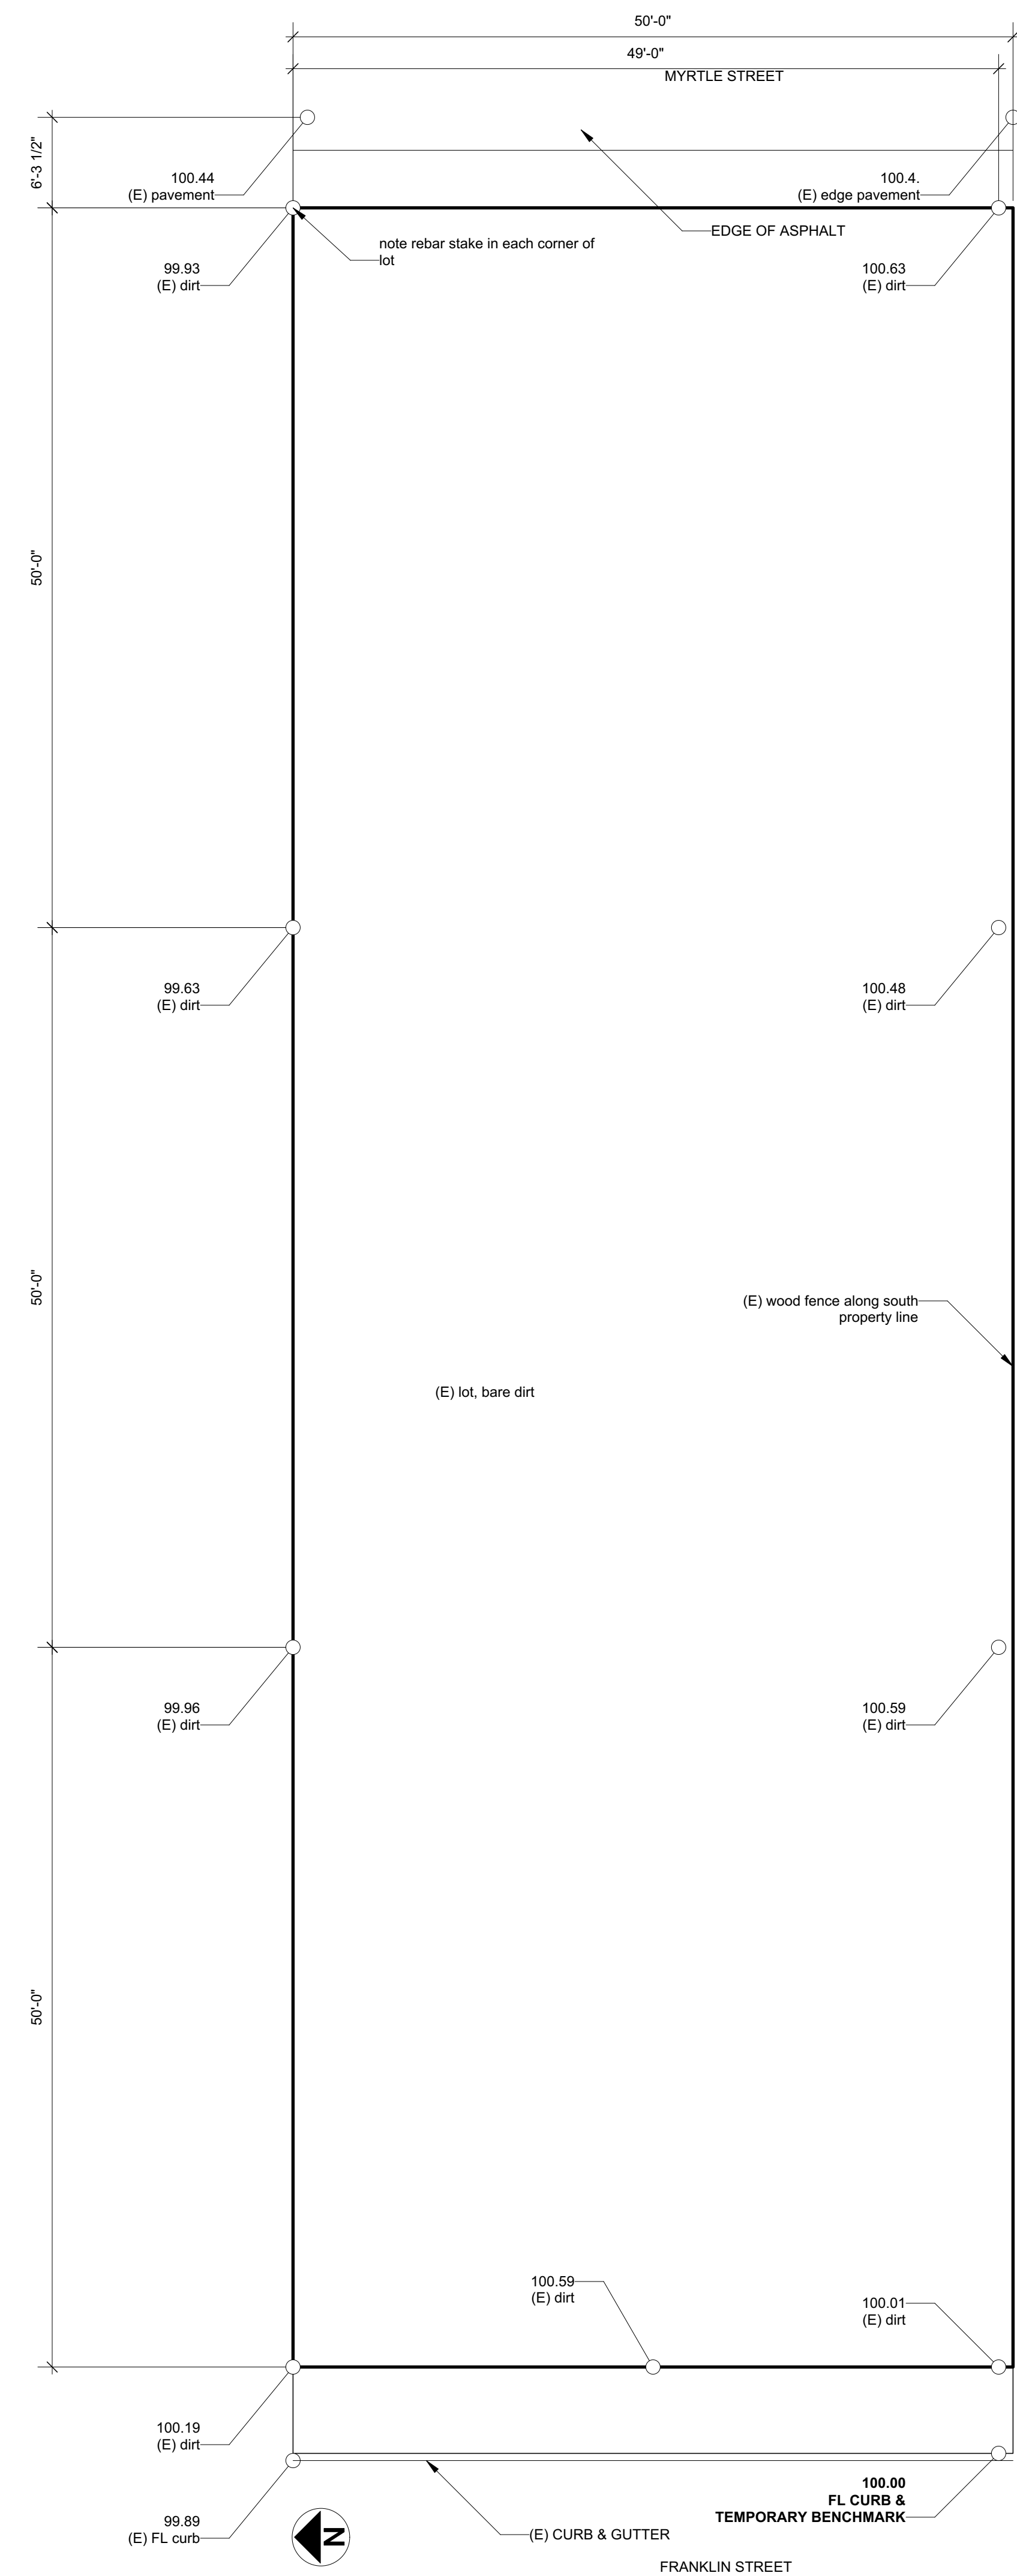 50'-0"
49'-0"
MYRTLE STREET
6'-3 1/2"
100.44
(E) pavement
100.4.
(E) edge pavement
EDGE OF ASPHALT
note rebar stake in each corner of
lot
99.93
(E) dirt
100.63
(E) dirt
50'-0"
99.63
(E) dirt
100.48
(E) dirt
50'-0"
(E) wood fence along south
property line
(E) lot, bare dirt
99.96
(E) dirt
100.59
(E) dirt
50'-0"
100.59
(E) dirt
100.01
(E) dirt
100.19
(E) dirt
99.89
(E) FL curb
N
(E) CURB & GUTTER
100.00
FL CURB &
TEMPORARY BENCHMARK
FRANKLIN STREET